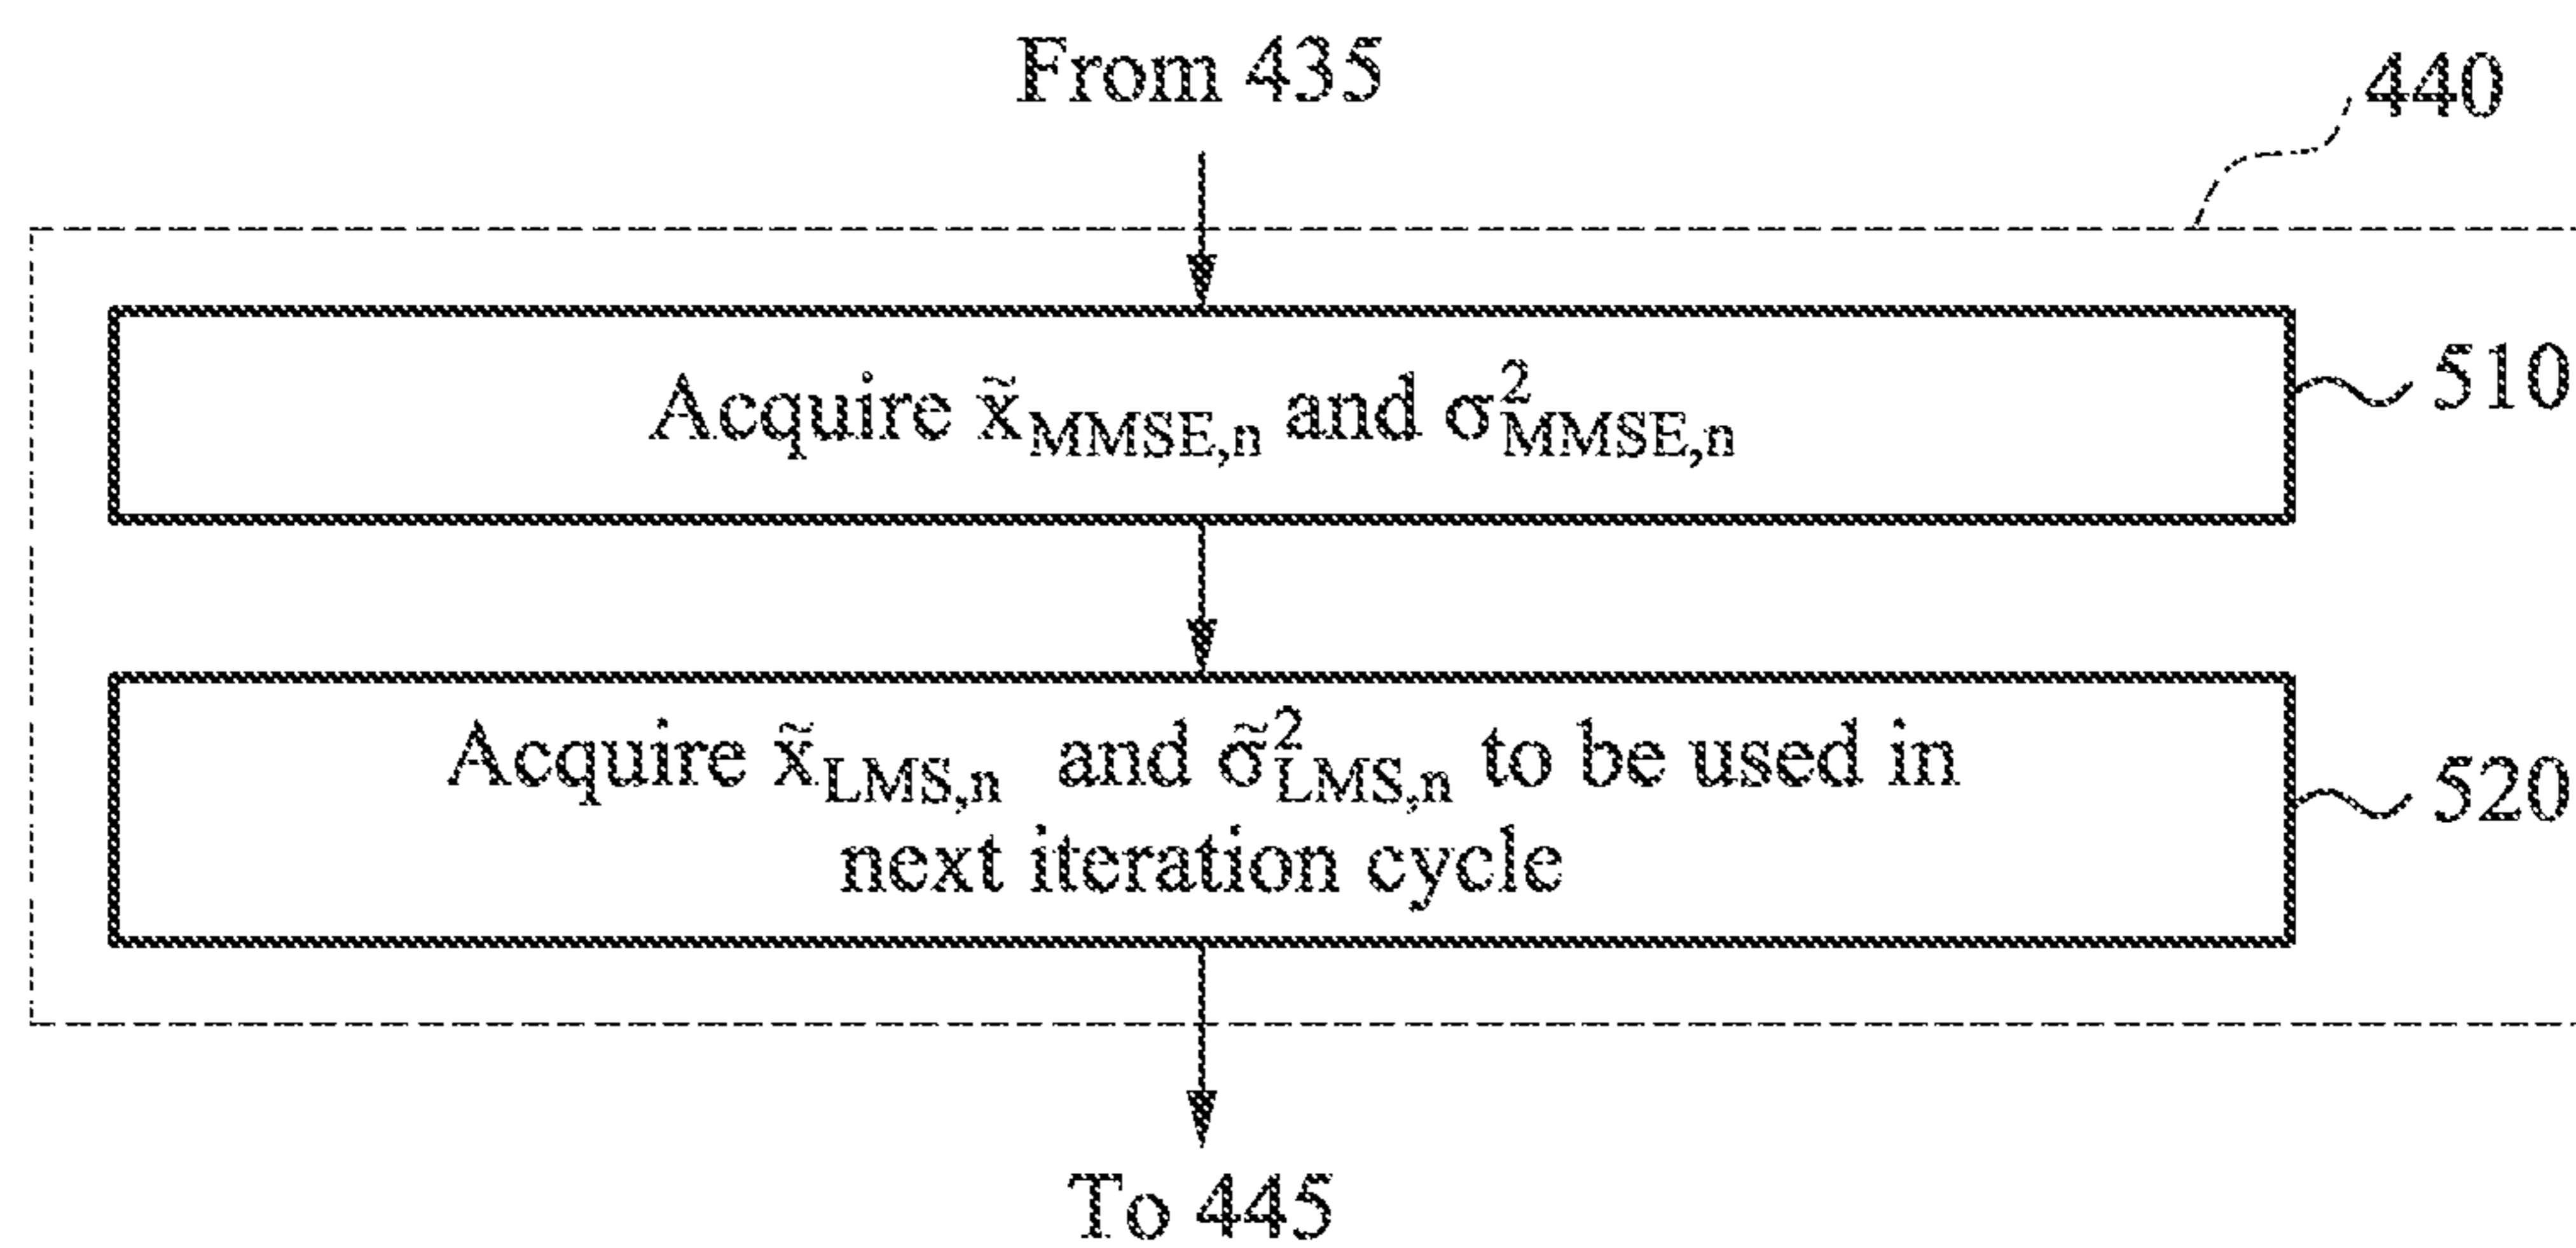 From 435
440
Acquire x̃MMSE,n and σ²MMSE,n
510
Acquire x̃LMS,n and σ̃²LMS,n to be used in
next iteration cycle
520
To 445